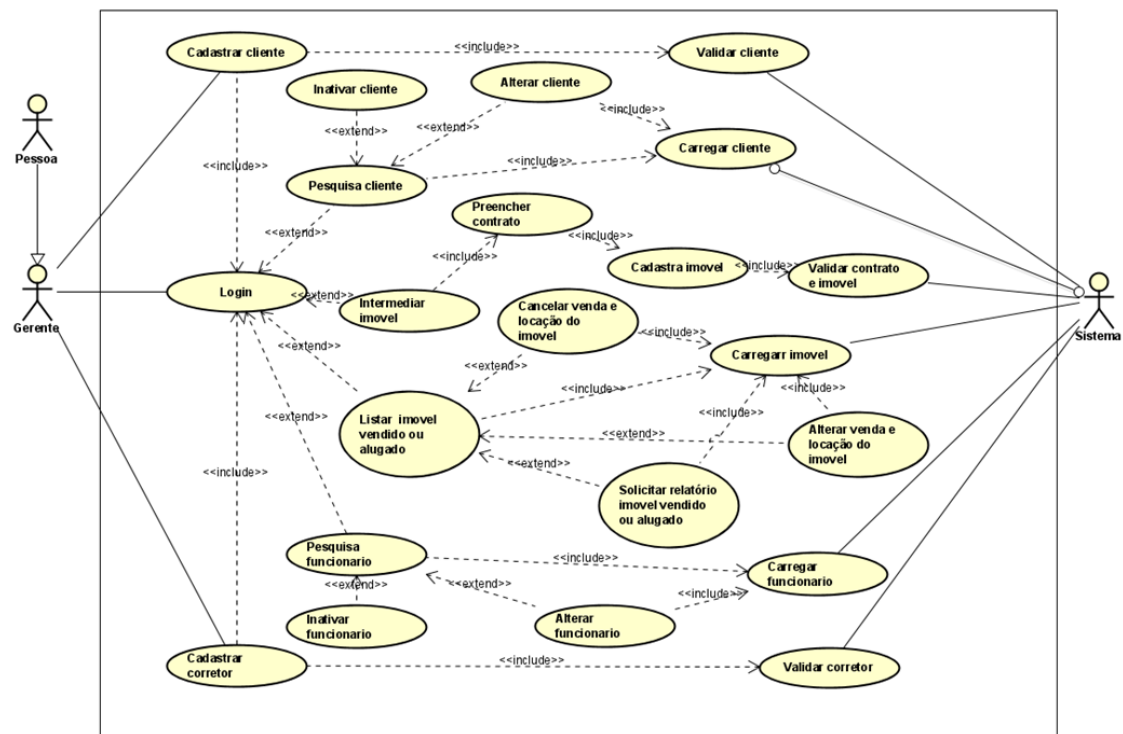 Cadastrar cliente
<<include>>
Validar cliente
Inativar cliente
Alterar cliente
<<include>>
Pessoa
<<extend>>
<<extend>>
Carregar cliente
<<include>>
<<include>>
Pesquisa cliente
Preencher
contrato
<<extend>>
<<include>>
<<include>>
Cadastra imovel
<<include>>
Validar contrato
e imovel
Login
<<extend>>
Intermediar
imovel
Cancelar venda e
locação do
imovel
Gerente
Sistema
<<extend>>
<<include>>
Carregarr imovel
<<extend>>
<<include>>
<<include>>
<<include>>
<<extend>>
Listar imovel
vendido ou
alugado
<<extend>>
Alterar venda e
locação do
imovel
<<include>>
<<extend>>
Solicitar relatório
imovel vendido
ou alugado
Pesquisa
funcionario
<<include>>
Carregar
funcionario
<<extend>>
<<extend>>
<<include>>
Inativar
funcionario
Alterar
funcionario
Cadastrar
corretor
<<include>>
Validar corretor